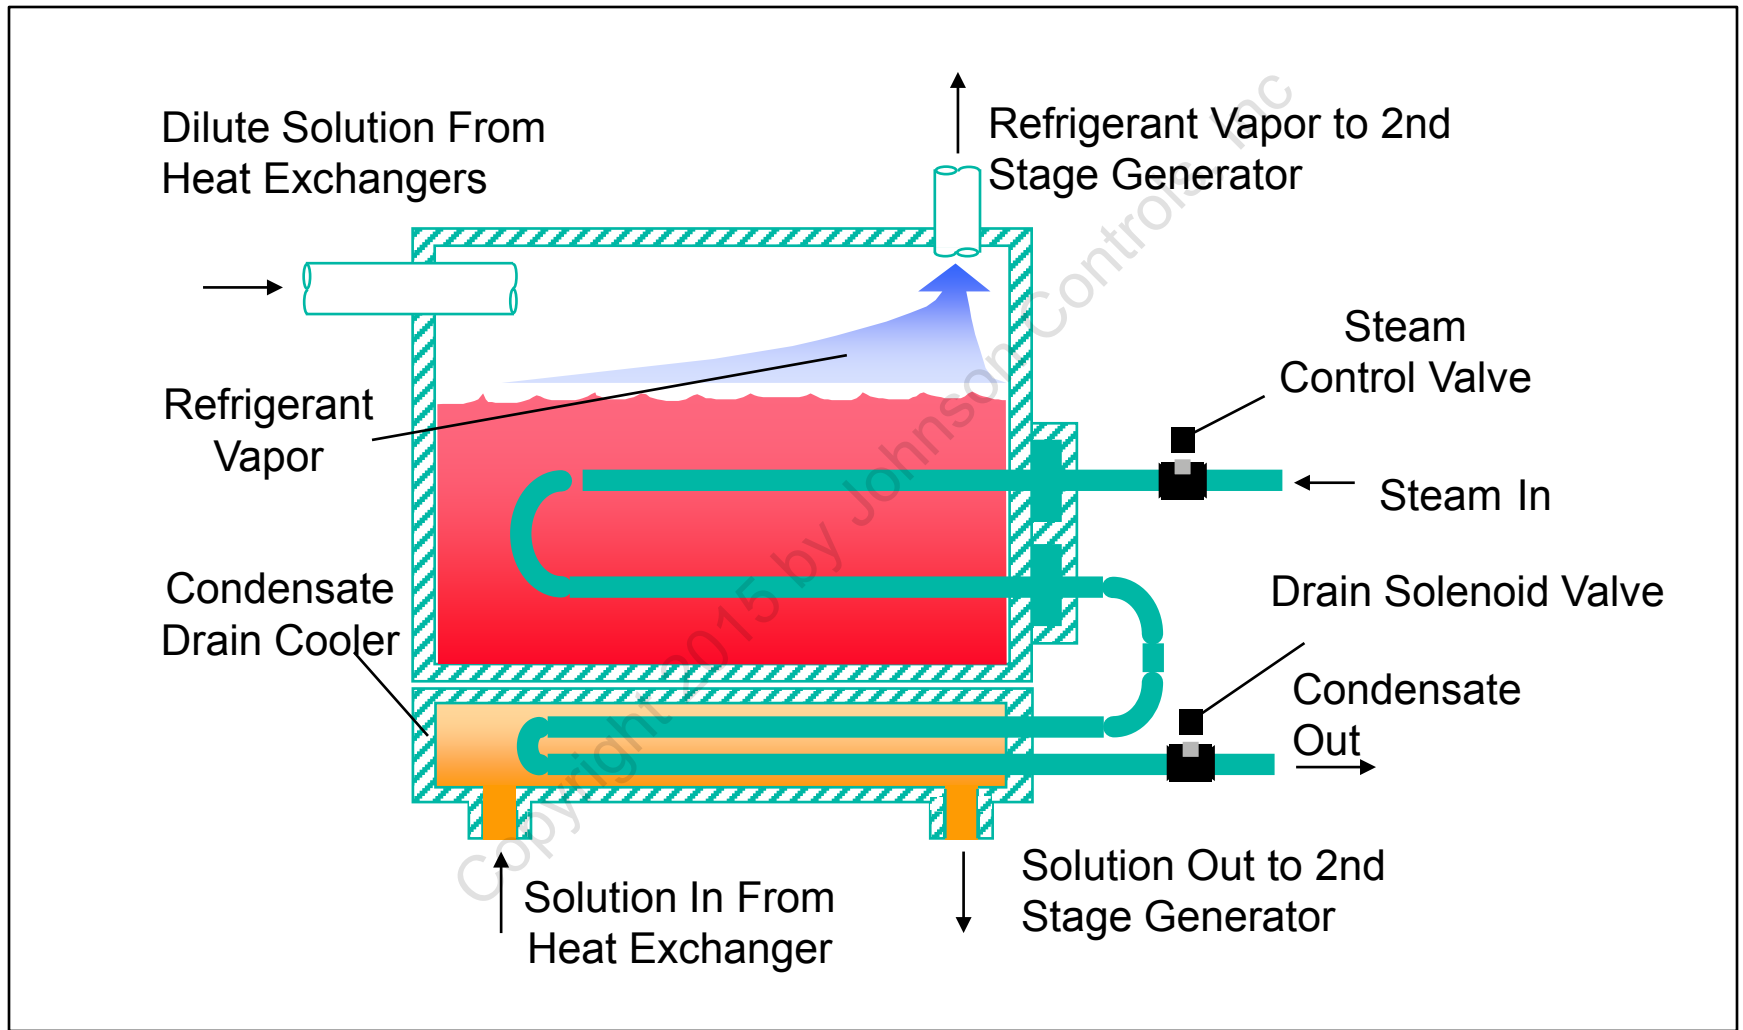 Dilute Solution From
Heat Exchangers
Refrigerant Vapor to 2nd
Stage Generator
Steam
Control Valve
Refrigerant
Vapor
Steam In
Condensate
Drain Cooler
Drain Solenoid Valve
Condensate
Out
Solution In From
Heat Exchanger
Solution Out to 2nd
Stage Generator
Copyright 2015 by Johnson Controls, Inc